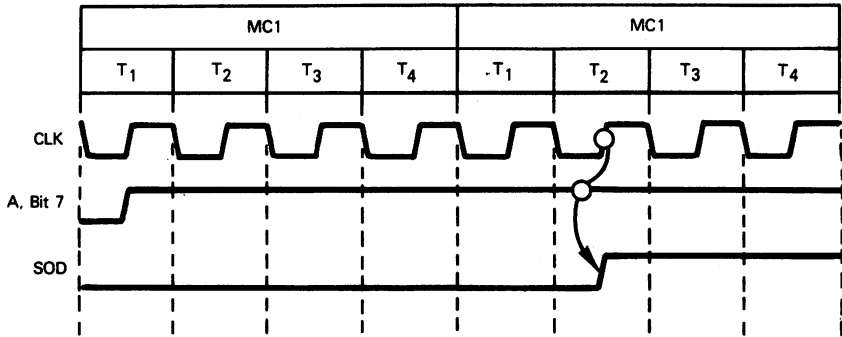 MC1 MC1
T1 T2 T3 T4 T1 T2 T3 T4
CLK
A, Bit 7
SOD